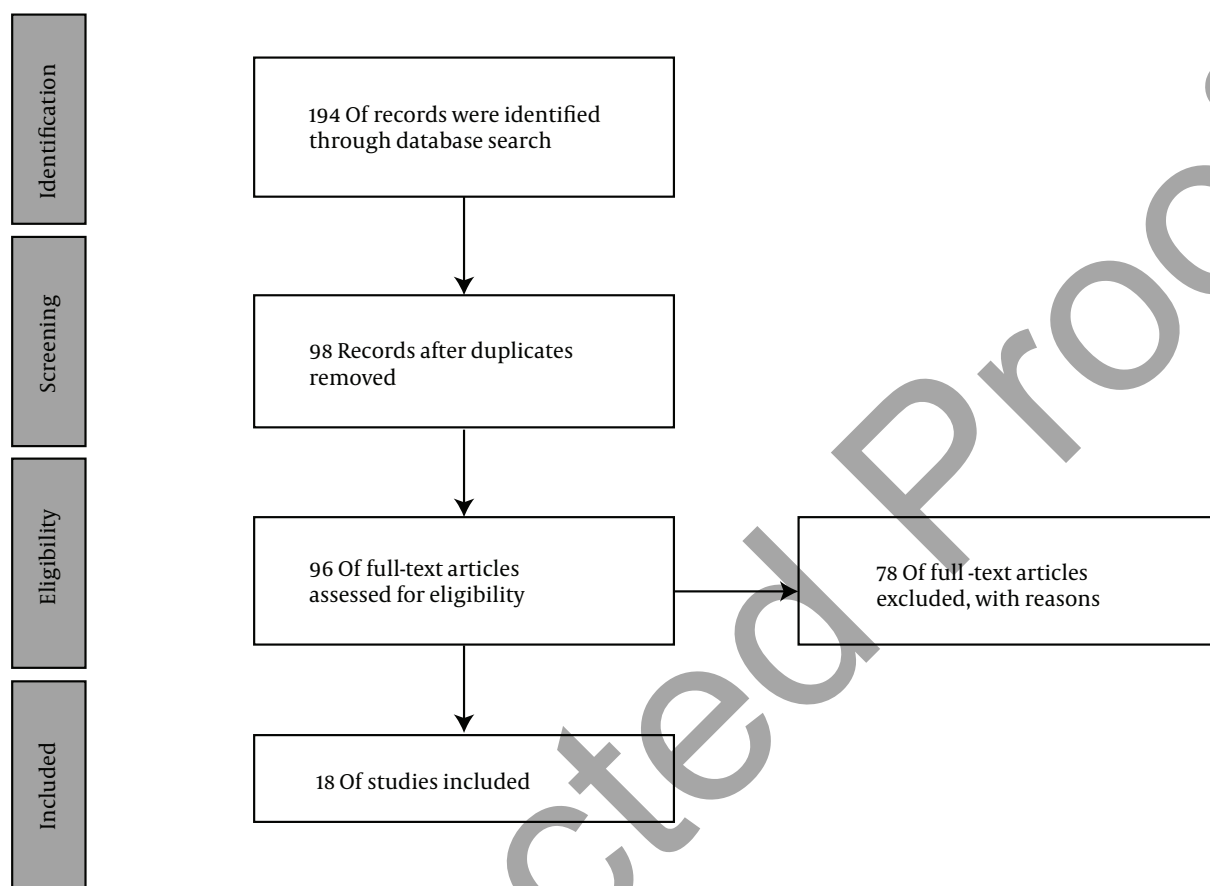 Identification
194 Of records were identified
through database search
Screening
98 Records after duplicates
removed
Eligibility
96 Of full-text articles
assessed for eligibility
78 Of full -text articles
excluded, with reasons
Included
18 Of studies included